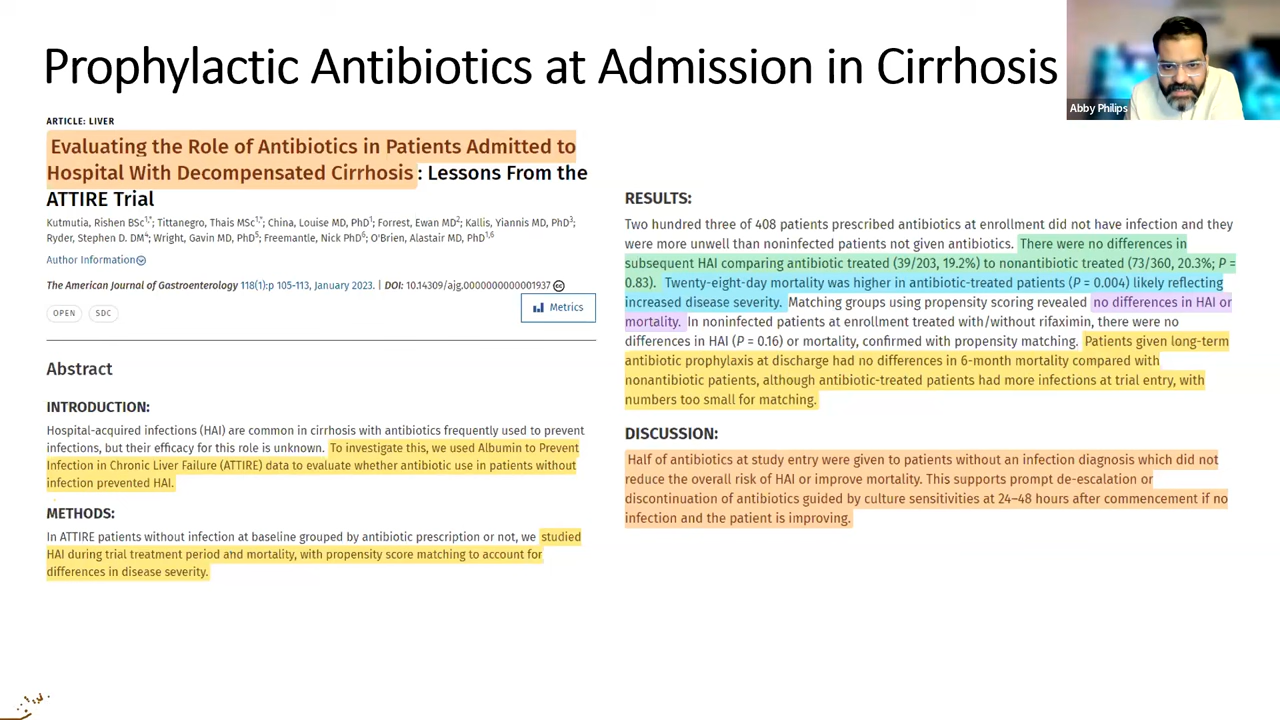 Prophylactic Antibiotics at Admission in Cirrhosis
Abby Philips
ARTICLE: LIVER
Evaluating the Role of Antibiotics in Patients Admitted to
Hospital With Decompensated Cirrhosis : Lessons From the
ATTIRE Trial
Kutmutia, Rishen BSc1,*; Tittanegro, Thais MSc1,*; China, Louise MD, PhD1; Forrest, Ewan MD2; Kallis, Yiannis MD, PhD3;
Ryder, Stephen D. DM4; Wright, Gavin MD, PhD5; Freemantle, Nick PhD6; O'Brien, Alastair MD, PhD1,6
Author Information
The American Journal of Gastroenterology 118(1):p 105-113, January 2023. | DOI: 10.14309/ajg.0000000000001937 cc
OPEN SDC
Metrics
Abstract
INTRODUCTION:
Hospital-acquired infections (HAI) are common in cirrhosis with antibiotics frequently used to prevent
infections, but their efficacy for this role is unknown. To investigate this, we used Albumin to Prevent
Infection in Chronic Liver Failure (ATTIRE) data to evaluate whether antibiotic use in patients without
infection prevented HAI.
METHODS:
In ATTIRE patients without infection at baseline grouped by antibiotic prescription or not, we studied
HAI during trial treatment period and mortality, with propensity score matching to account for
differences in disease severity.
RESULTS:
Two hundred three of 408 patients prescribed antibiotics at enrollment did not have infection and they
were more unwell than noninfected patients not given antibiotics. There were no differences in
subsequent HAI comparing antibiotic treated (39/203, 19.2%) to nonantibiotic treated (73/360, 20.3%; P =
0.83). Twenty-eight-day mortality was higher in antibiotic-treated patients (P = 0.004) likely reflecting
increased disease severity. Matching groups using propensity scoring revealed no differences in HAI or
mortality. In noninfected patients at enrollment treated with/without rifaximin, there were no
differences in HAI (P = 0.16) or mortality, confirmed with propensity matching. Patients given long-term
antibiotic prophylaxis at discharge had no differences in 6-month mortality compared with
nonantibiotic patients, although antibiotic-treated patients had more infections at trial entry, with
numbers too small for matching.
DISCUSSION:
Half of antibiotics at study entry were given to patients without an infection diagnosis which did not
reduce the overall risk of HAI or improve mortality. This supports prompt de-escalation or
discontinuation of antibiotics guided by culture sensitivities at 24–48 hours after commencement if no
infection and the patient is improving.